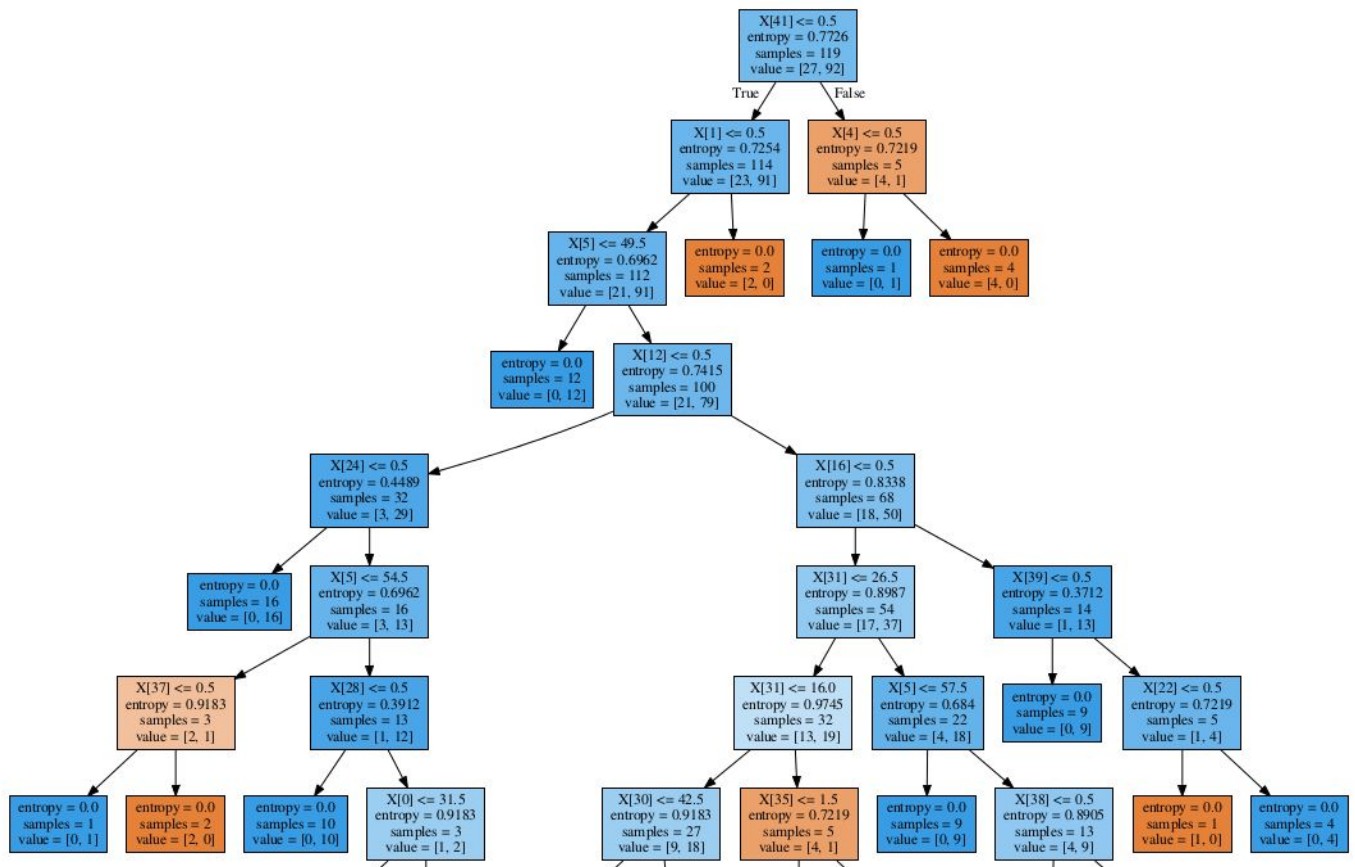 X[41] <= 0.5
entropy = 0.7726
samples = 119
value = [27, 92]
True
False
X[1] <= 0.5
entropy = 0.7254
samples = 114
value = [23, 91]
X[4] <= 0.5
entropy = 0.7219
samples = 5
value = [4, 1]
X[5] <= 49.5
entropy = 0.6962
samples = 112
value = [21, 91]
entropy = 0.0
samples = 2
value = [2, 0]
entropy = 0.0
samples = 1
value = [0, 1]
entropy = 0.0
samples = 4
value = [4, 0]
entropy = 0.0
samples = 12
value = [0, 12]
X[12] <= 0.5
entropy = 0.7415
samples = 100
value = [21, 79]
X[24] <= 0.5
entropy = 0.4489
samples = 32
value = [3, 29]
X[16] <= 0.5
entropy = 0.8338
samples = 68
value = [18, 50]
entropy = 0.0
samples = 16
value = [0, 16]
X[5] <= 54.5
entropy = 0.6962
samples = 16
value = [3, 13]
X[31] <= 26.5
entropy = 0.8987
samples = 54
value = [17, 37]
X[39] <= 0.5
entropy = 0.3712
samples = 14
value = [1, 13]
X[37] <= 0.5
entropy = 0.9183
samples = 3
value = [2, 1]
X[28] <= 0.5
entropy = 0.3912
samples = 13
value = [1, 12]
X[31] <= 16.0
entropy = 0.9745
samples = 32
value = [13, 19]
X[5] <= 57.5
entropy = 0.684
samples = 22
value = [4, 18]
entropy = 0.0
samples = 9
value = [0, 9]
X[22] <= 0.5
entropy = 0.7219
samples = 5
value = [1, 4]
entropy = 0.0
samples = 1
value = [0, 1]
entropy = 0.0
samples = 2
value = [2, 0]
entropy = 0.0
samples = 10
value = [0, 10]
X[0] <= 31.5
entropy = 0.9183
samples = 3
value = [1, 2]
X[30] <= 42.5
entropy = 0.9183
samples = 27
value = [9, 18]
X[35] <= 1.5
entropy = 0.7219
samples = 5
value = [4, 1]
entropy = 0.0
samples = 9
value = [0, 9]
X[38] <= 0.5
entropy = 0.8905
samples = 13
value = [4, 9]
entropy = 0.0
samples = 1
value = [1, 0]
entropy = 0.0
samples = 4
value = [0, 4]